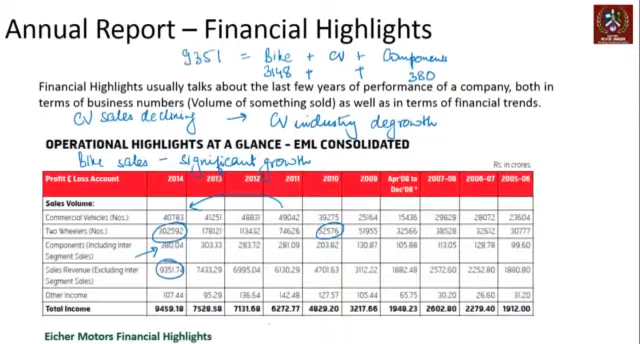 Annual Report – Financial Highlights
9351 = Bike + CV + Components
3148 + + 380
Financial Highlights usually talks about the last few years of performance of a company, both in
terms of business numbers (Volume of something sold) as well as in terms of financial trends.
CV sales declining → CV industry degrowth
OPERATIONAL HIGHLIGHTS AT A GLANCE - EML CONSOLIDATED
Bike sales - significant growth
Rs. in crores
Profit & Loss Account 2014 2013 2012 2011 2010 2009 Apr'08 to Dec'08 * 2007-08 2006-07 2005-06
Sales Volume:
Commercial Vehicles (Nos.) 40783 41251 48831 49042 39275 25164 15436 29828 28072 23604
Two Wheelers (Nos.) 302592 178121 113432 74626 52576 51955 32566 38528 32612 30777
Components (Including Inter Segment Sales) 380.04 303.33 283.72 281.09 203.82 130.87 105.88 113.05 128.78 99.60
Sales Revenue (Excluding Inter Segment Sales) 9351.74 7433.29 6995.04 6130.29 4701.63 3112.22 1882.48 2572.60 2252.80 1880.80
Other Income 107.44 95.29 136.64 142.48 127.57 105.44 65.75 30.20 26.60 31.20
Total Income 9459.18 7528.58 7131.68 6272.77 4829.20 3217.66 1948.23 2602.80 2279.40 1912.00
Eicher Motors Financial Highlights